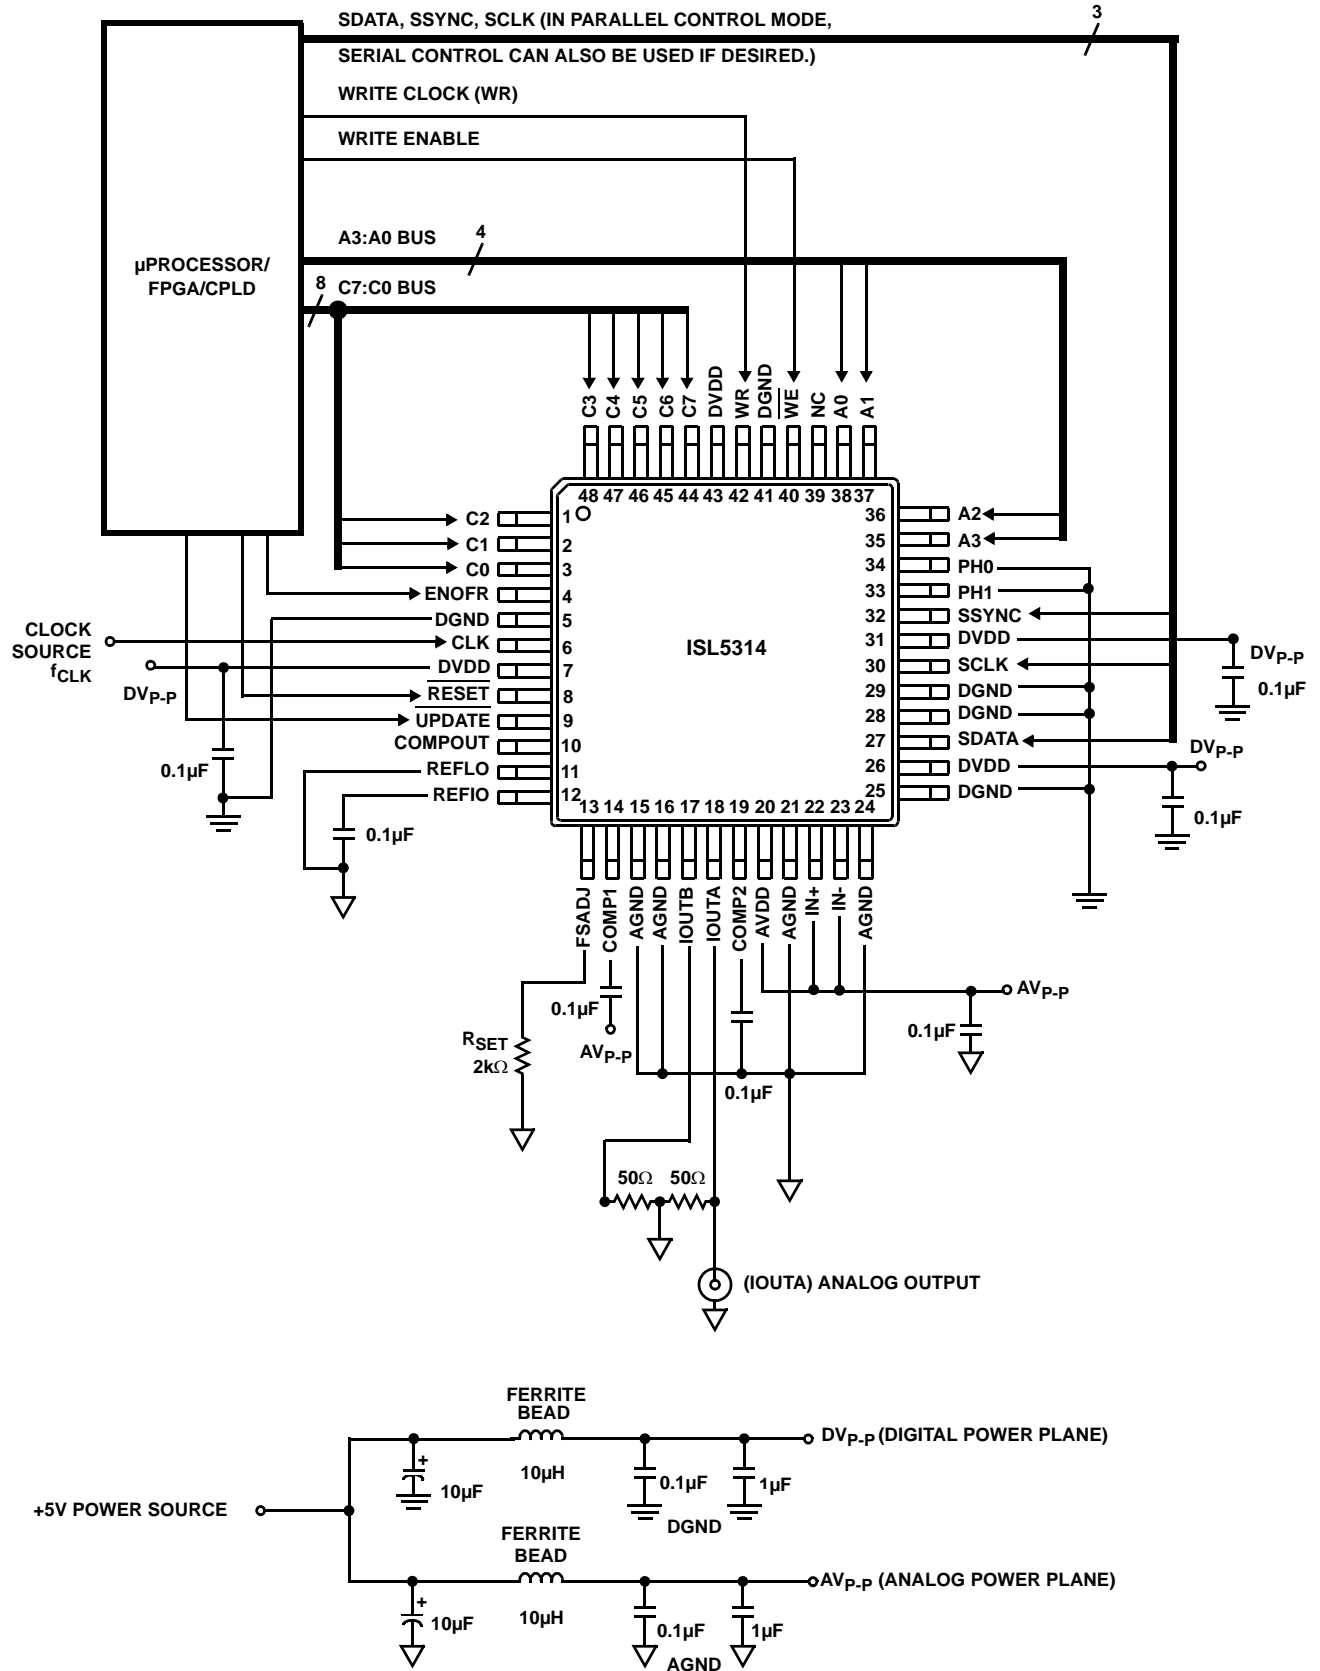 SDATA, SSYNC, SCLK (IN PARALLEL CONTROL MODE,
3
SERIAL CONTROL CAN ALSO BE USED IF DESIRED.)
WRITE CLOCK (WR)
WRITE ENABLE
A3:A0 BUS
4
µPROCESSOR/
FPGA/CPLD
8
C7:C0 BUS
C3
C4
C5
C6
C7
DVDD
WR
DGND
WE
NC
A0
A1
48 47 46 45 44 43 42 41 40 39 38 37
C2 1
C1 2
C0 3
ENOFR 4
DGND 5
CLK 6
DVDD 7
RESET 8
UPDATE 9
COMPOUT 10
REFLO 11
REFIO 12
CLOCK
SOURCE
fCLK
DVP-P
0.1µF
0.1µF
ISL5314
36 A2
35 A3
34 PH0
33 PH1
32 SSYNC
31 DVDD
30 SCLK
29 DGND
28 DGND
27 SDATA
26 DVDD
25 DGND
DVP-P
0.1µF
DVP-P
0.1µF
13 14 15 16 17 18 19 20 21 22 23 24
FSADJ
COMP1
AGND
AGND
IOUTB
IOUTA
COMP2
AVDD
AGND
IN+
IN-
AGND
0.1µF
AVP-P
RSET
2kΩ
0.1µF
AVP-P
0.1µF
50Ω 50Ω
(IOUTA) ANALOG OUTPUT
FERRITE
BEAD
DVP-P (DIGITAL POWER PLANE)
+
10µF
10µH
0.1µF
1µF
+5V POWER SOURCE
DGND
FERRITE
BEAD
AVP-P (ANALOG POWER PLANE)
+
10µF
10µH
0.1µF
1µF
AGND